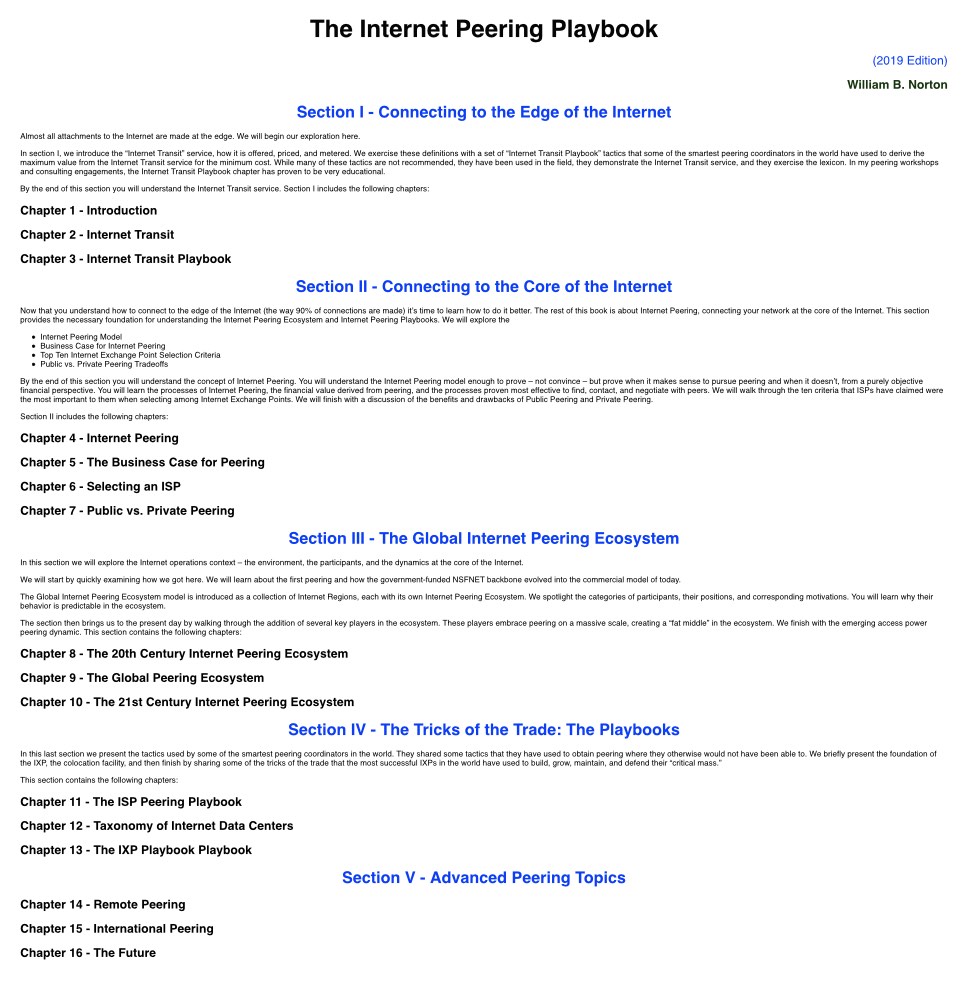 The Internet Peering Playbook
(2019 Edition)
William B. Norton
Section I - Connecting to the Edge of the Internet
Almost all attachments to the Internet are made at the edge. We will begin our exploration here.
In section I, we introduce the “Internet Transit” service, how it is offered, priced, and metered. We exercise these definitions with a set of “Internet Transit Playbook” tactics that some of the smartest peering coordinators in the world have used to derive the
maximum value from the Internet Transit service for the minimum cost. While many of these tactics are not recommended, they have been used in the field, they demonstrate the Internet Transit service, and they exercise the lexicon. In my peering workshops
and consulting engagements, the Internet Transit Playbook chapter has proven to be very educational.
By the end of this section you will understand the Internet Transit service. Section I includes the following chapters:
Chapter 1 - Introduction
Chapter 2 - Internet Transit
Chapter 3 - Internet Transit Playbook
Section II - Connecting to the Core of the Internet
Now that you understand how to connect to the edge of the Internet (the way 90% of connections are made) it’s time to learn how to do it better. The rest of this book is about Internet Peering, connecting your network at the core of the Internet. This section
provides the necessary foundation for understanding the Internet Peering Ecosystem and Internet Peering Playbooks. We will explore the
• Internet Peering Model
• Business Case for Internet Peering
• Top Ten Internet Exchange Point Selection Criteria
• Public vs. Private Peering Tradeoffs
By the end of this section you will understand the concept of Internet Peering. You will understand the Internet Peering model enough to prove – not convince – but prove when it makes sense to pursue peering and when it doesn’t, from a purely objective
financial perspective. You will learn the processes of Internet Peering, the financial value derived from peering, and the processes proven most effective to find, contact, and negotiate with peers. We will walk through the ten criteria that ISPs have claimed were
the most important to them when selecting among Internet Exchange Points. We will finish with a discussion of the benefits and drawbacks of Public Peering and Private Peering.
Section II includes the following chapters:
Chapter 4 - Internet Peering
Chapter 5 - The Business Case for Peering
Chapter 6 - Selecting an ISP
Chapter 7 - Public vs. Private Peering
Section III - The Global Internet Peering Ecosystem
In this section we will explore the Internet operations context – the environment, the participants, and the dynamics at the core of the Internet.
We will start by quickly examining how we got here. We will learn about the first peering and how the government-funded NSFNET backbone evolved into the commercial model of today.
The Global Internet Peering Ecosystem model is introduced as a collection of Internet Regions, each with its own Internet Peering Ecosystem. We spotlight the categories of participants, their positions, and corresponding motivations. You will learn why their
behavior is predictable in the ecosystem.
The section then brings us to the present day by walking through the addition of several key players in the ecosystem. These players embrace peering on a massive scale, creating a “fat middle” in the ecosystem. We finish with the emerging access power
peering dynamic. This section contains the following chapters:
Chapter 8 - The 20th Century Internet Peering Ecosystem
Chapter 9 - The Global Peering Ecosystem
Chapter 10 - The 21st Century Internet Peering Ecosystem
Section IV - The Tricks of the Trade: The Playbooks
In this last section we present the tactics used by some of the smartest peering coordinators in the world. They shared some tactics that they have used to obtain peering where they otherwise would not have been able to. We briefly present the foundation of
the IXP, the colocation facility, and then finish by sharing some of the tricks of the trade that the most successful IXPs in the world have used to build, grow, maintain, and defend their “critical mass.”
This section contains the following chapters:
Chapter 11 - The ISP Peering Playbook
Chapter 12 - Taxonomy of Internet Data Centers
Chapter 13 - The IXP Playbook Playbook
Section V - Advanced Peering Topics
Chapter 14 - Remote Peering
Chapter 15 - International Peering
Chapter 16 - The Future